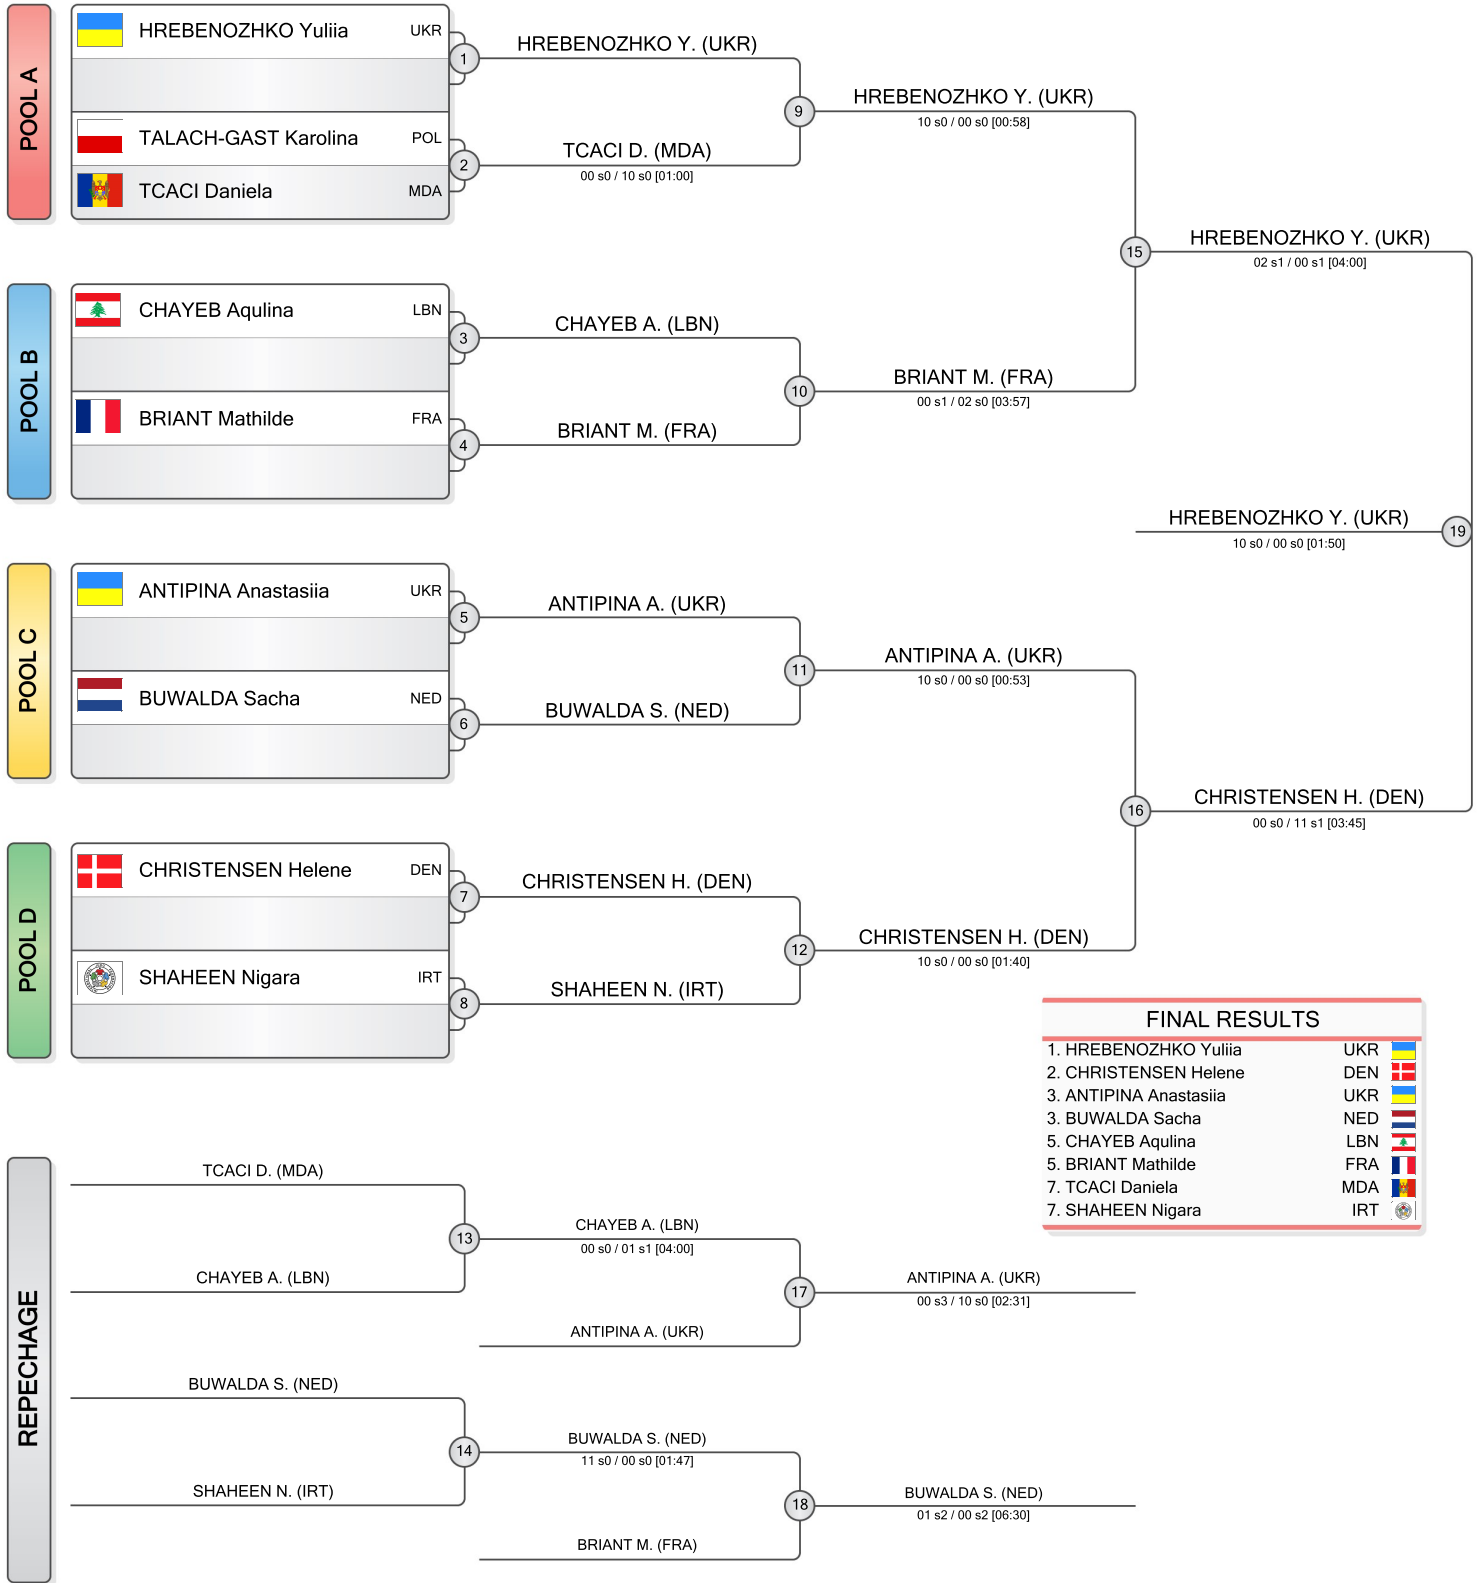 POOL A
HREBENOZHKO Yuliia UKR
TALACH-GAST Karolina POL
TCACI Daniela MDA
1
2
HREBENOZHKO Y. (UKR)
TCACI D. (MDA)
00 s0 / 10 s0 [01:00]
9
HREBENOZHKO Y. (UKR)
10 s0 / 00 s0 [00:58]
POOL B
CHAYEB Aqulina LBN
BRIANT Mathilde FRA
3
4
CHAYEB A. (LBN)
BRIANT M. (FRA)
10
BRIANT M. (FRA)
00 s1 / 02 s0 [03:57]
15
HREBENOZHKO Y. (UKR)
02 s1 / 00 s1 [04:00]
HREBENOZHKO Y. (UKR)
10 s0 / 00 s0 [01:50]
19
POOL C
ANTIPINA Anastasiia UKR
BUWALDA Sacha NED
5
6
ANTIPINA A. (UKR)
BUWALDA S. (NED)
11
ANTIPINA A. (UKR)
10 s0 / 00 s0 [00:53]
16
CHRISTENSEN H. (DEN)
00 s0 / 11 s1 [03:45]
POOL D
CHRISTENSEN Helene DEN
SHAHEEN Nigara IRT
7
8
CHRISTENSEN H. (DEN)
SHAHEEN N. (IRT)
12
CHRISTENSEN H. (DEN)
10 s0 / 00 s0 [01:40]
FINAL RESULTS
1. HREBENOZHKO Yuliia UKR
2. CHRISTENSEN Helene DEN
3. ANTIPINA Anastasiia UKR
3. BUWALDA Sacha NED
5. CHAYEB Aqulina LBN
5. BRIANT Mathilde FRA
7. TCACI Daniela MDA
7. SHAHEEN Nigara IRT
REPECHAGE
TCACI D. (MDA)
CHAYEB A. (LBN)
13
CHAYEB A. (LBN)
00 s0 / 01 s1 [04:00]
ANTIPINA A. (UKR)
17
ANTIPINA A. (UKR)
00 s3 / 10 s0 [02:31]
BUWALDA S. (NED)
SHAHEEN N. (IRT)
14
BUWALDA S. (NED)
11 s0 / 00 s0 [01:47]
BRIANT M. (FRA)
18
BUWALDA S. (NED)
01 s2 / 00 s2 [06:30]